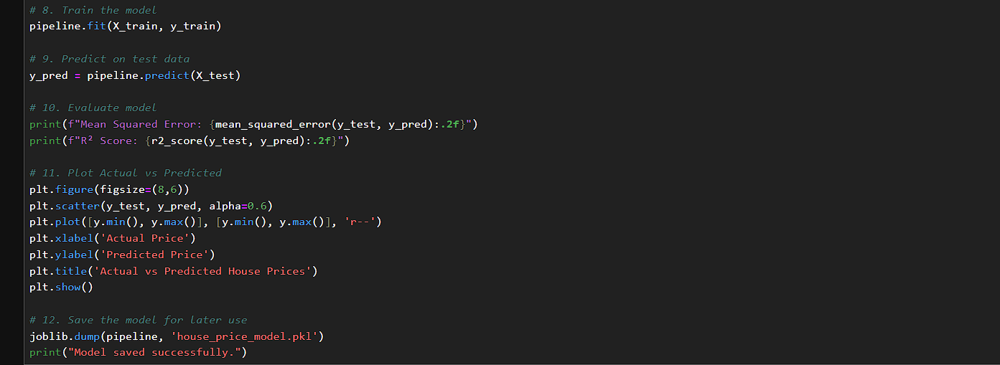 # 8. Train the model
pipeline.fit(X_train, y_train)
# 9. Predict on test data
y_pred = pipeline.predict(X_test)
# 10. Evaluate model
print(f"Mean Squared Error: {mean_squared_error(y_test, y_pred):.2f}")
print(f"R² Score: {r2_score(y_test, y_pred):.2f}")
# 11. Plot Actual vs Predicted
plt.figure(figsize=(8,6))
plt.scatter(y_test, y_pred, alpha=0.6)
plt.plot([y.min(), y.max()], [y.min(), y.max()], 'r--')
plt.xlabel('Actual Price')
plt.ylabel('Predicted Price')
plt.title('Actual vs Predicted House Prices')
plt.show()
# 12. Save the model for later use
joblib.dump(pipeline, 'house_price_model.pkl')
print("Model saved successfully.")